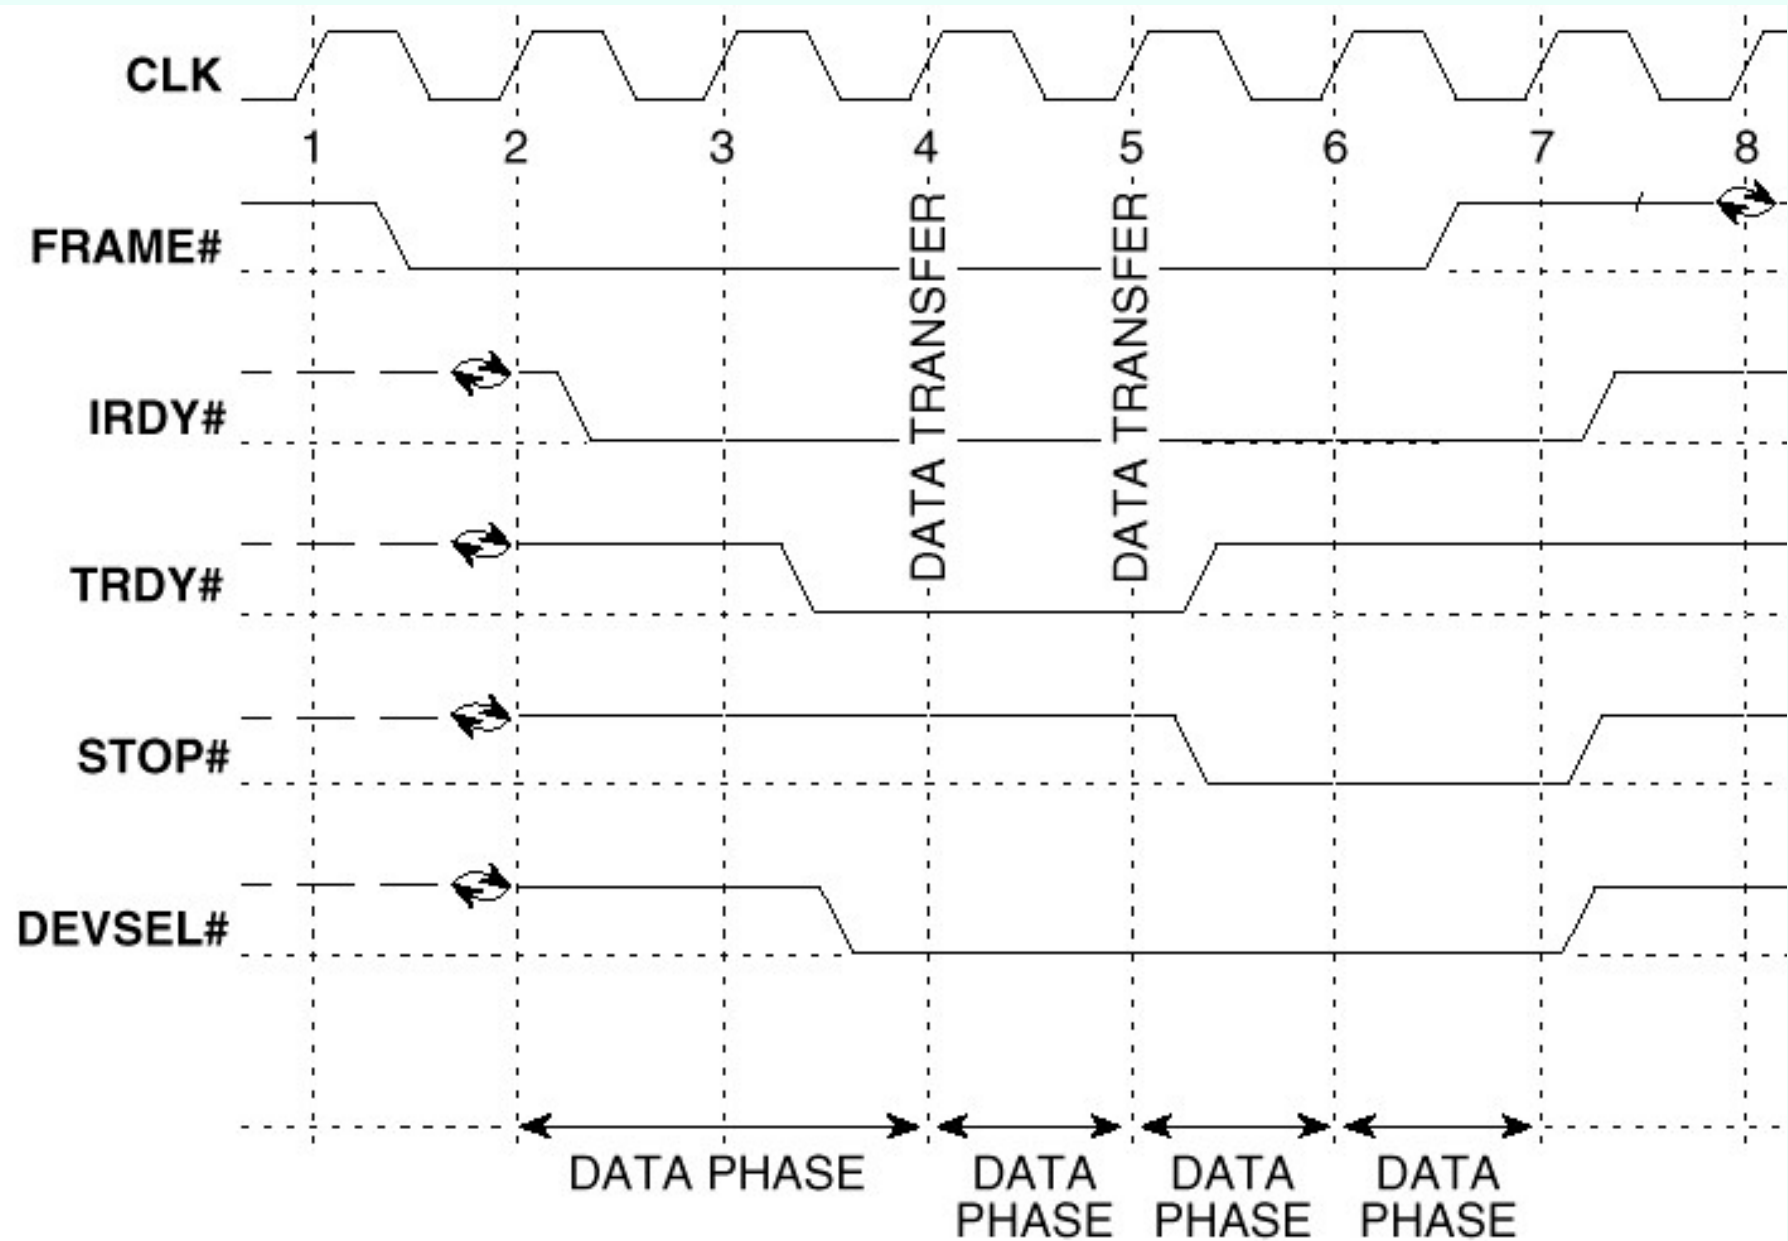 CLK
1 2 3 4 5 6 7 8
FRAME#
DATA TRANSFER
DATA TRANSFER
IRDY#
TRDY#
STOP#
DEVSEL#
DATA PHASE
DATA
PHASE
DATA
PHASE
DATA
PHASE